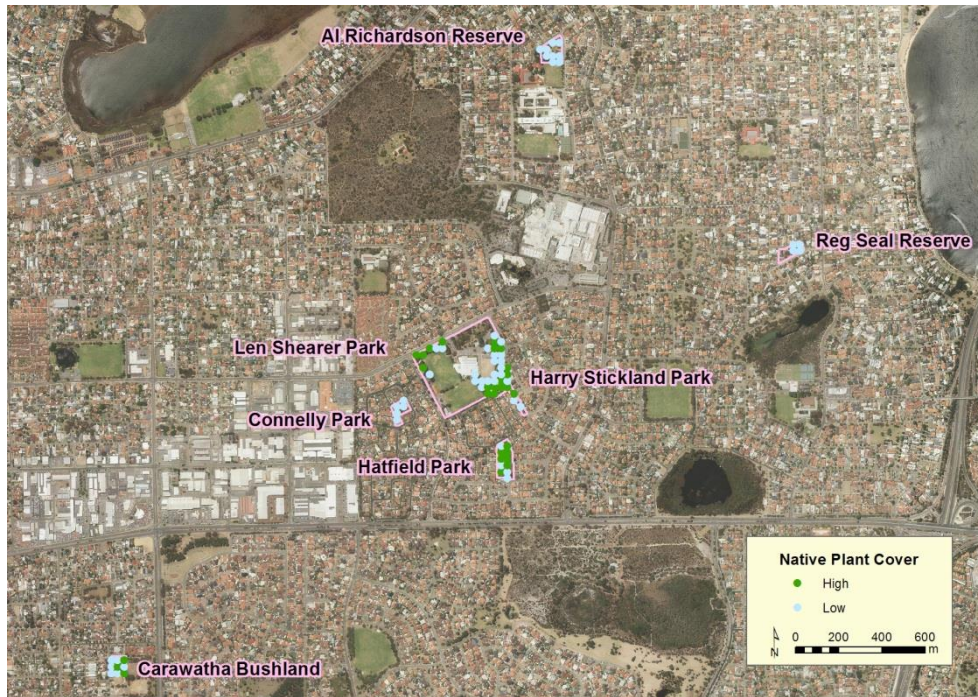 Al Richardson Reserve
Reg Seal Reserve
Len Shearer Park
Harry Stickland Park
Connelly Park
Hatfield Park
Carawatha Bushland
Native Plant Cover
High
Low
N
0 200 400 600
m